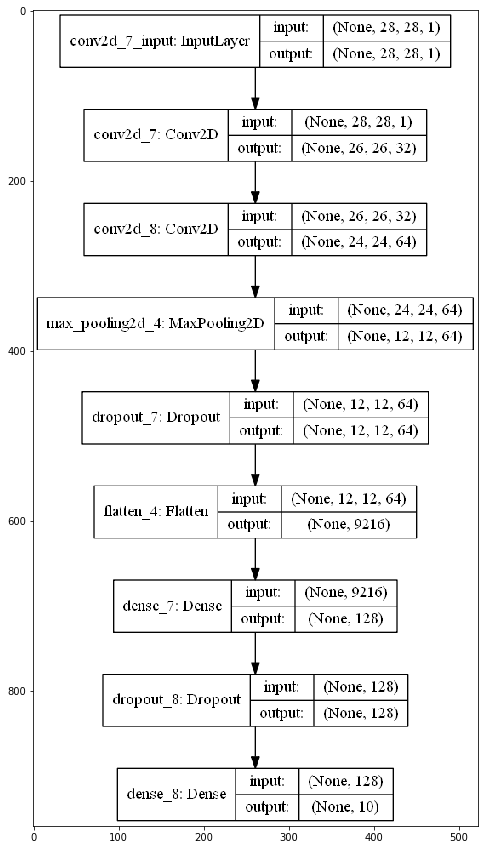 0
conv2d_7_input: InputLayer
input: (None, 28, 28, 1)
output: (None, 28, 28, 1)
conv2d_7: Conv2D
input: (None, 28, 28, 1)
output: (None, 26, 26, 32)
200
conv2d_8: Conv2D
input: (None, 26, 26, 32)
output: (None, 24, 24, 64)
max_pooling2d_4: MaxPooling2D
input: (None, 24, 24, 64)
output: (None, 12, 12, 64)
400
dropout_7: Dropout
input: (None, 12, 12, 64)
output: (None, 12, 12, 64)
flatten_4: Flatten
input: (None, 12, 12, 64)
output: (None, 9216)
600
dense_7: Dense
input: (None, 9216)
output: (None, 128)
800
dropout_8: Dropout
input: (None, 128)
output: (None, 128)
dense_8: Dense
input: (None, 128)
output: (None, 10)
0 100 200 300 400 500